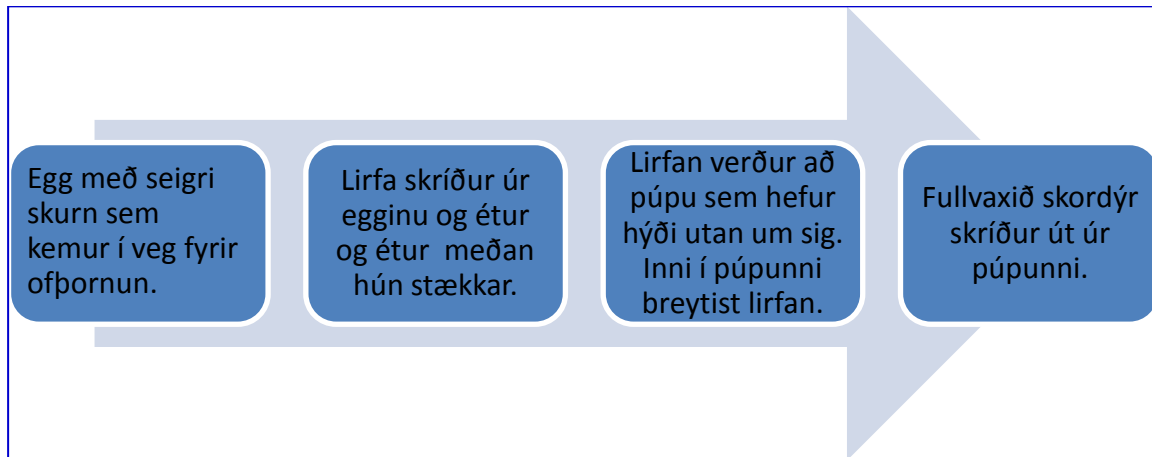 Egg með seigri
skurn sem
kemur í veg fyrir
ofþornun.
Lirfa skríður úr
egginu og étur
og étur meðan
hún stækkar.
Lirfan verður að
púpu sem hefur
hýði utan um sig.
Inni í púpunni
breytist lirfan.
Fullvaxið skordýr
skríður út úr
púpunni.